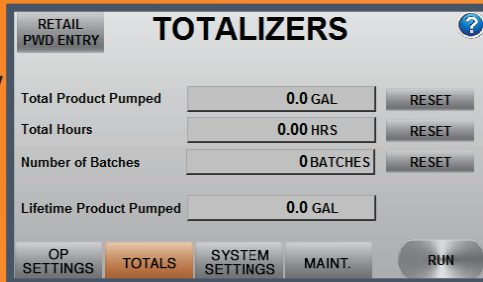 RETAIL
PWD ENTRY
TOTALIZERS
?
Total Product Pumped 0.0 GAL RESET
Total Hours 0.00 HRS RESET
Number of Batches 0 BATCHES RESET
Lifetime Product Pumped 0.0 GAL
OP
SETTINGS
TOTALS
SYSTEM
SETTINGS
MAINT.
RUN